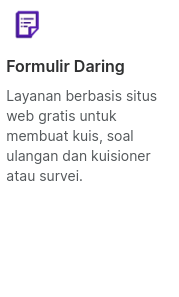 Formulir Daring
Layanan berbasis situs
web gratis untuk
membuat kuis, soal
ulangan dan kuisioner
atau survei.